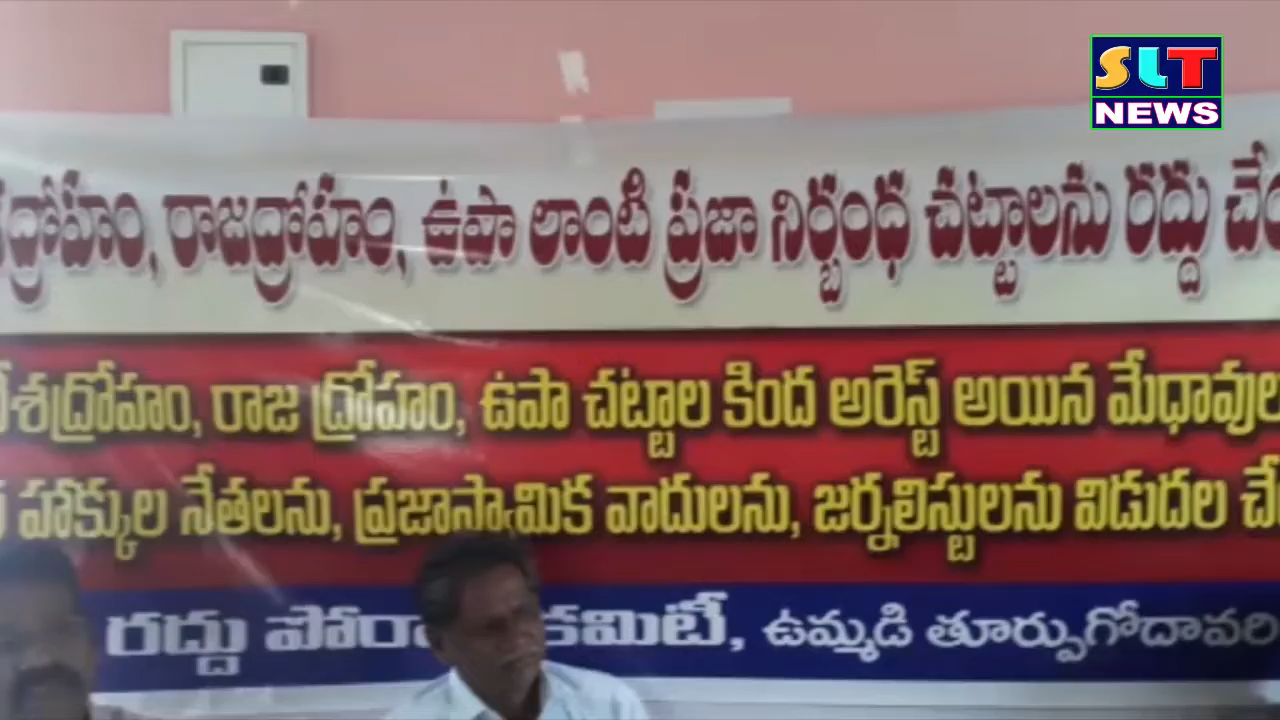 SLT
NEWS
ద్రోహం, రాజద్రోహం, ఉపా లాంటి ప్రజా నిర్బంధ చట్టాలను రద్దు
దేశద్రోహం, రాజ ద్రోహం, ఉపా చట్టాల కింద అరెస్ట్ అయిన మేధావుల
హక్కుల నేతలను, ప్రజాస్వామిక వాదులను, జర్నలిస్టులను విడుదల చే
రద్దు పోరా కమిటీ, ఉమ్మడి తూర్పుగోదావరి